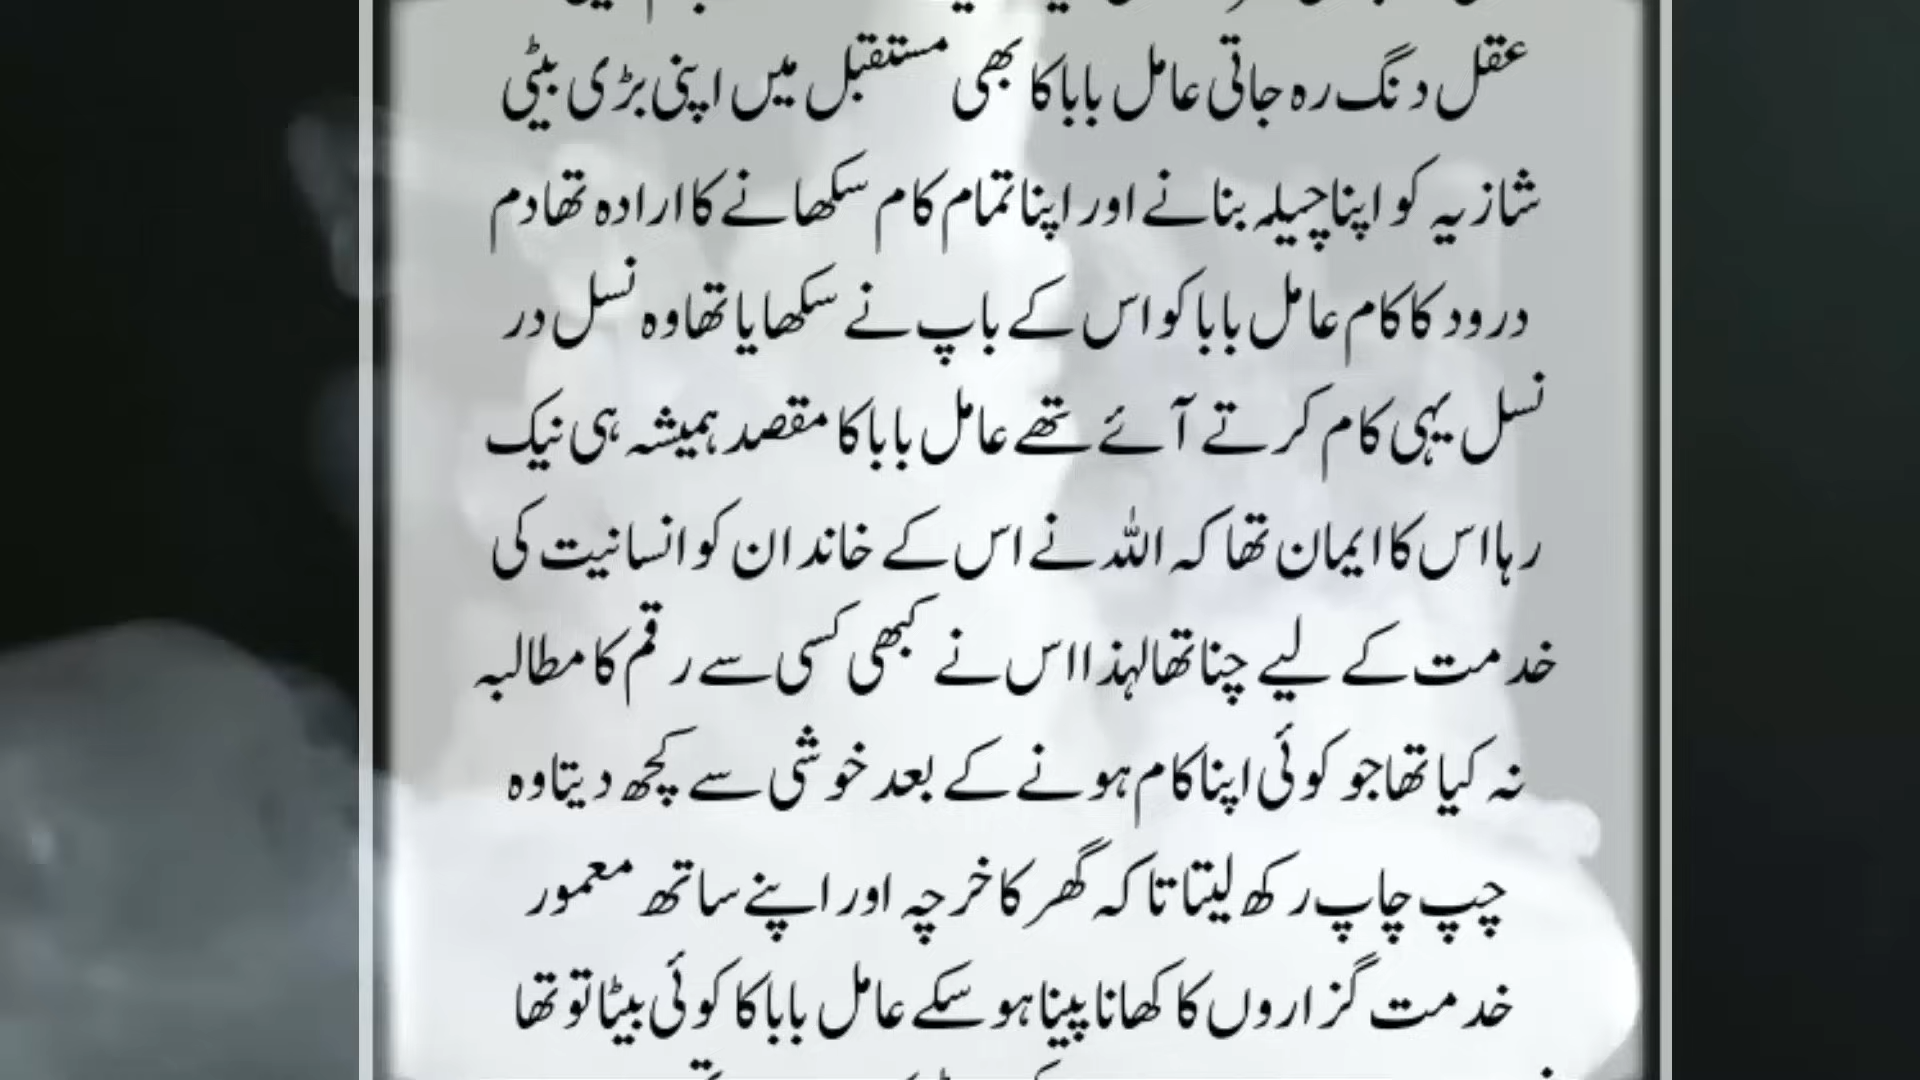 عقل دنگ رہ جاتی عامل بابا کا بھی مستقبل میں اپنی بڑی بیٹی
شازیہ کو اپنا چیلہ بنانے اور اپنا تمام کام سکھانے کا ارادہ تھا دم
درود کا کام عامل بابا کو اس کے باپ نے سکھایا تھا وہ نسل در
نسل یہی کام کرتے آئے تھے عامل بابا کا مقصد ہمیشہ ہی نیک
رہا اس کا ایمان تھا کہ اللہ نے اس کے خاندان کو انسانیت کی
خدمت کے لیے چنا تھا لہذا اس نے کبھی کسی سے رقم کا مطالبہ
نہ کیا تھا جو کوئی اپنا کام ہونے کے بعد خوشی سے کچھ دیتا وہ
چپ چاپ رکھ لیتا تا کہ گھر کا خرچہ اور اپنے ساتھ معمور
خدمت گزاروں کا کھانا پینا ہو سکے عامل بابا کا کوئی بیٹا تو تھا